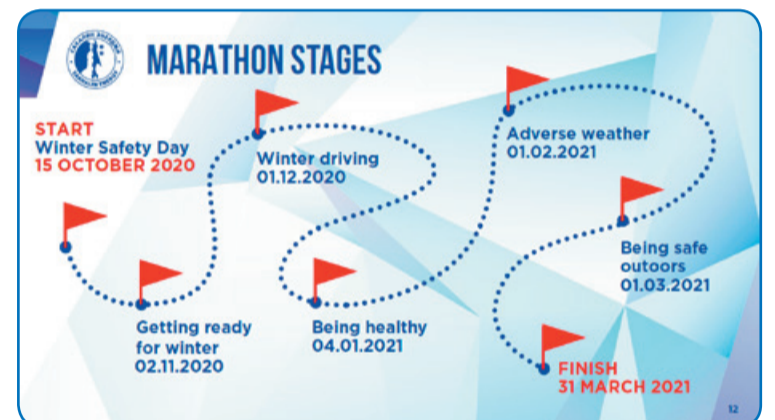 MARATHON STAGES
START
Winter Safety Day
15 OCTOBER 2020
Getting ready
for winter
02.11.2020
Winter driving
01.12.2020
Being healthy
04.01.2021
Adverse weather
01.02.2021
Being safe
outoors
01.03.2021
FINISH
31 MARCH 2021
12